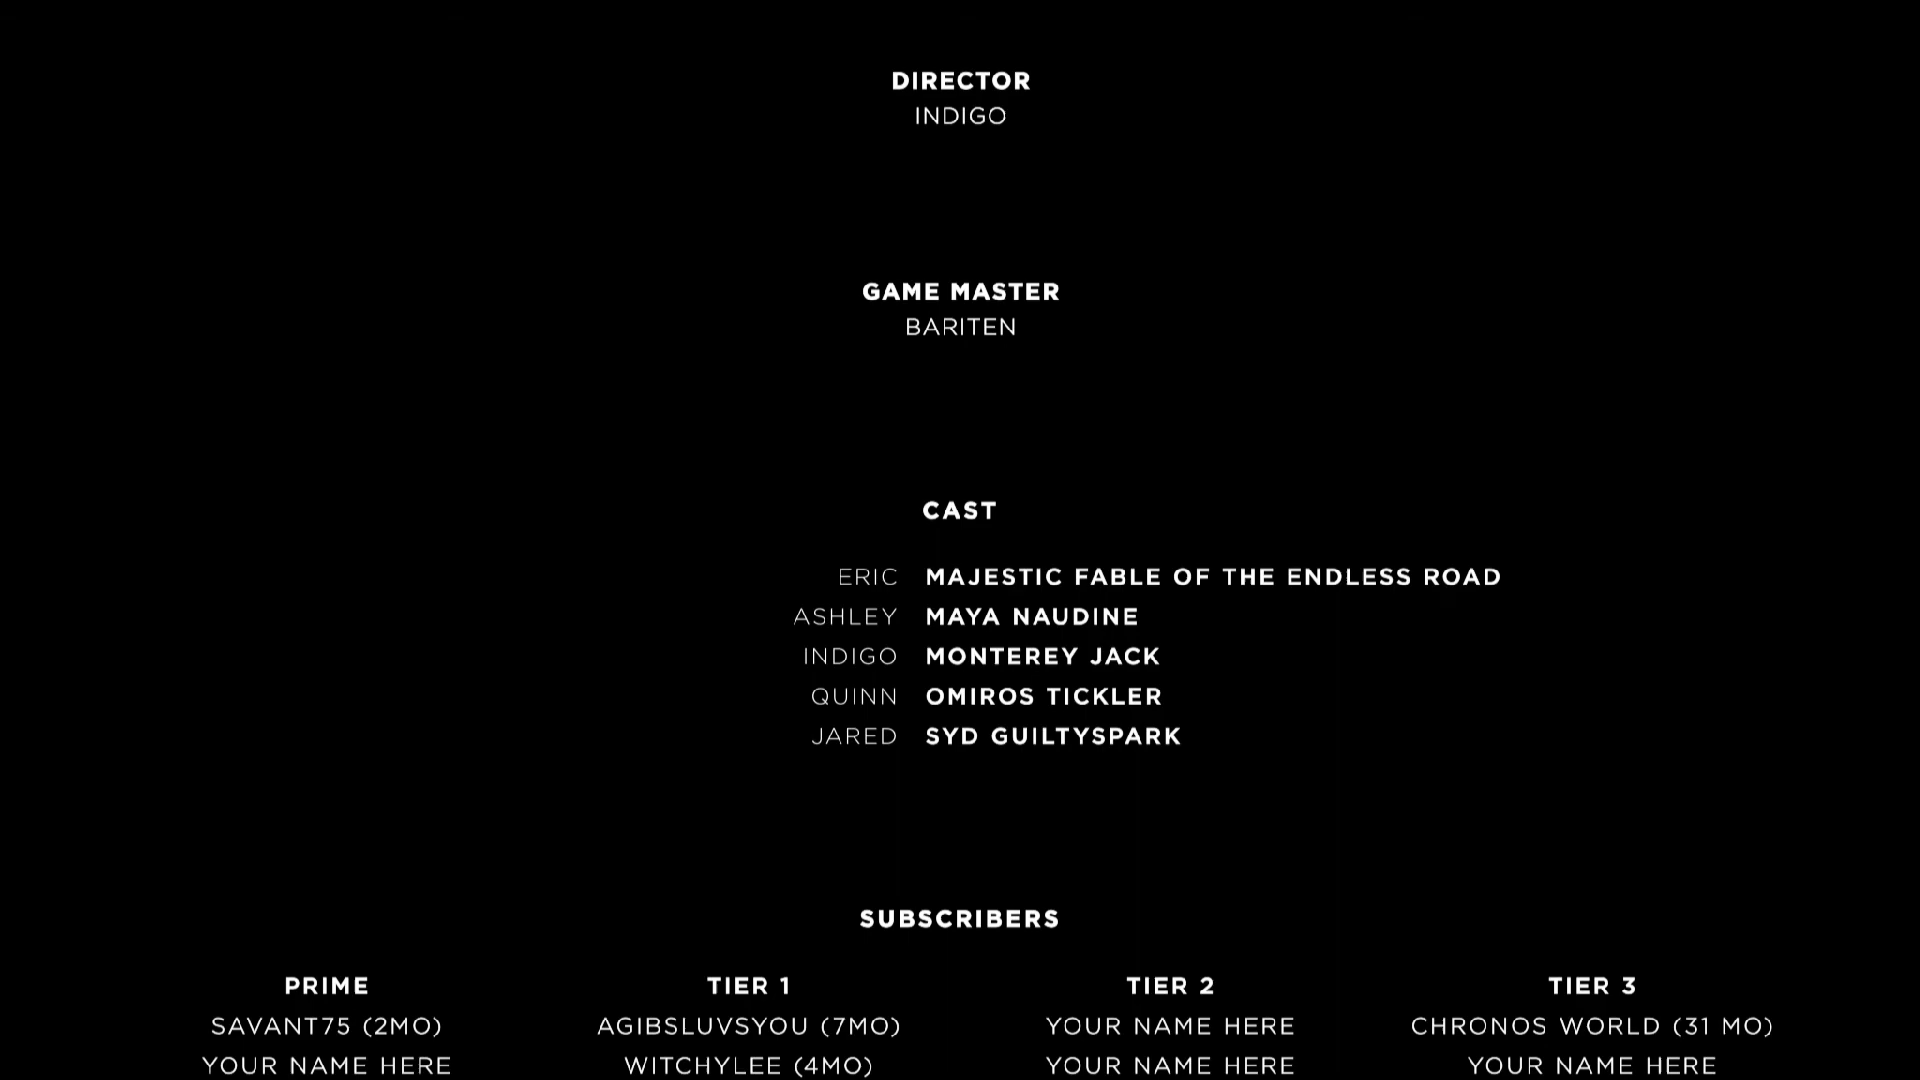 DIRECTOR
INDIGO
GAME MASTER
BARITEN
CAST
ERIC MAJESTIC FABLE OF THE ENDLESS ROAD
ASHLEY MAYA NAUDINE
INDIGO MONTEREY JACK
QUINN OMIROS TICKLER
JARED SYD GUILTYSPARK
SUBSCRIBERS
PRIME TIER 1 TIER 2 TIER 3
SAVANT75 (2MO) AGIBSLUVSYOU (7MO) YOUR NAME HERE CHRONOS WORLD (31 MO)
YOUR NAME HERE WITCHYLEE (4MO) YOUR NAME HERE YOUR NAME HERE